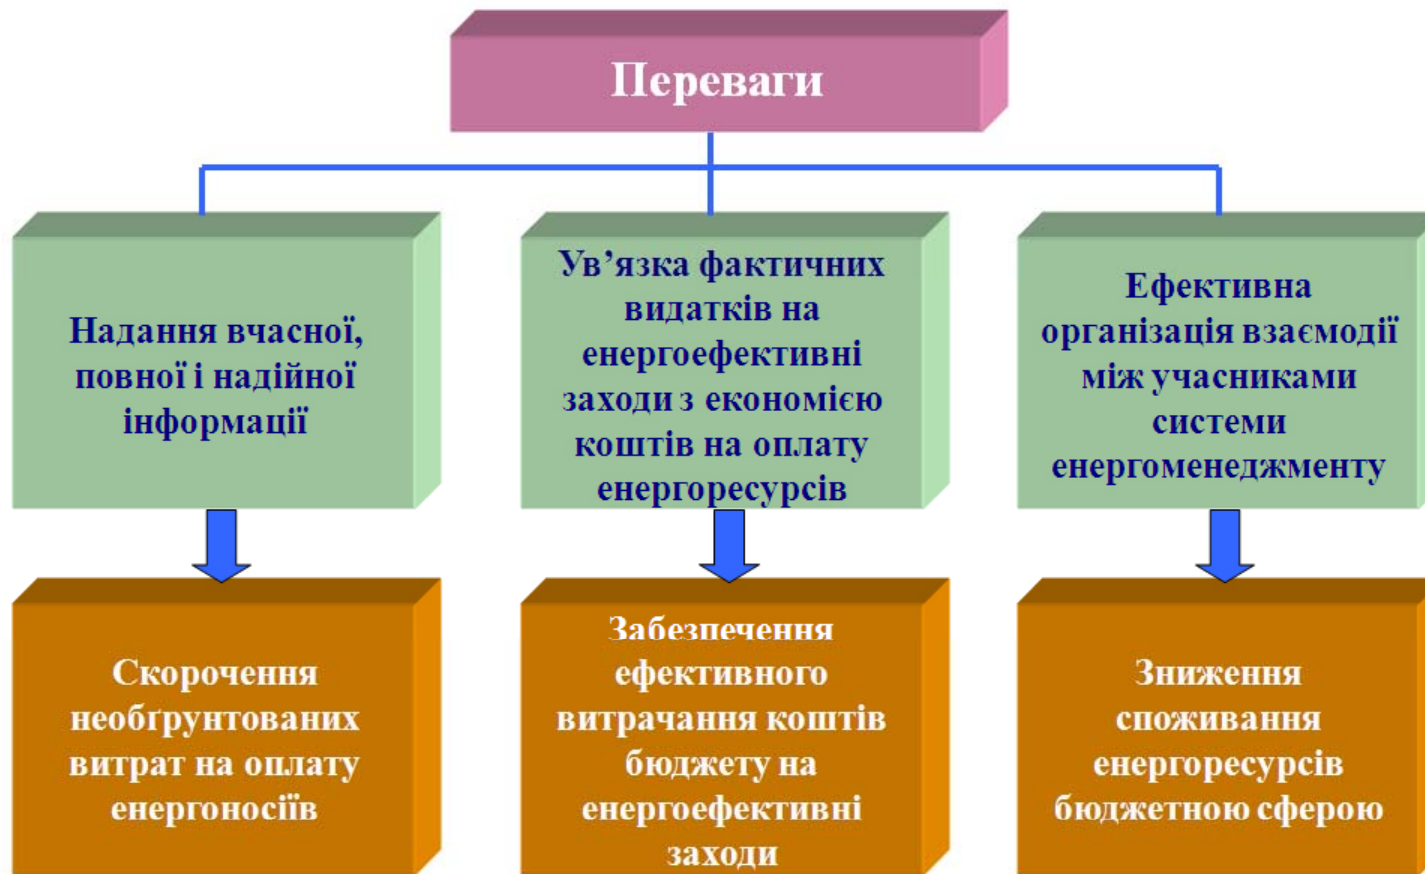 Переваги
Надання вчасної,
повної і надійної
інформації
Ув’язка фактичних
видатків на
енергоефективні
заходи з економією
коштів на оплату
енергоресурсів
Ефективна
організація взаємодії
між учасниками
системи
енергоменеджменту
Скорочення
необґрунтованих
витрат на оплату
енергоносіїв
Забезпечення
ефективного
витрачання коштів
бюджету на
енергоефективні
заходи
Зниження
споживання
енергоресурсів
бюджетною сферою